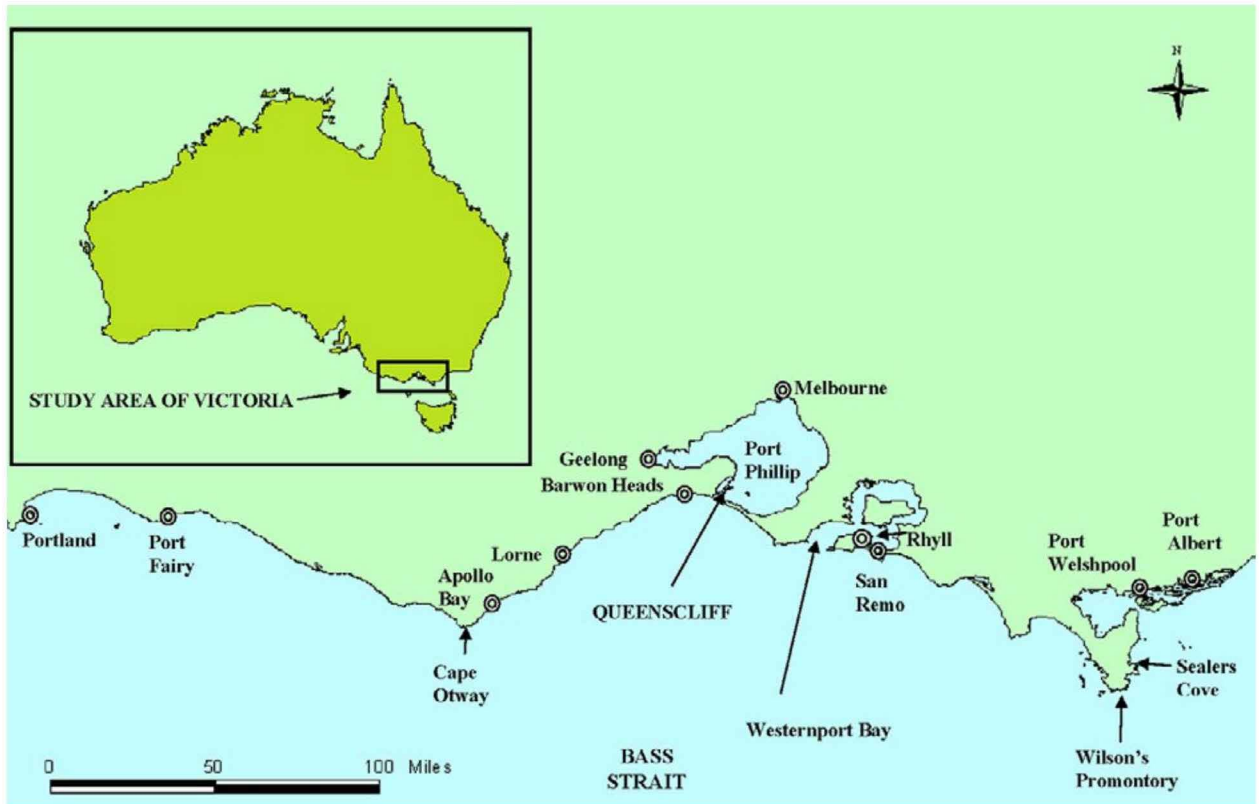 N
STUDY AREA OF VICTORIA
Melbourne
Geelong
Port
Phillip
Barwon Heads
Portland
Port
Fairy
Lorne
Apollo
Bay
Rhyll
San
Remo
Port
Welshpool
Port
Albert
QUEENSCLIFF
Cape
Otway
Sealers
Cove
Westernport Bay
BASS
STRAIT
Wilson's
Promontory
0 50 100 Miles